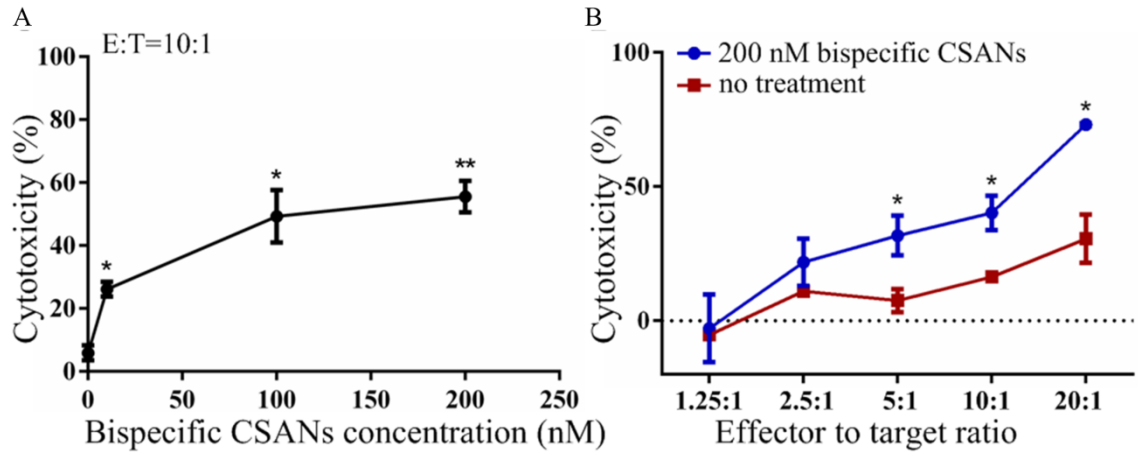 A
E:T=10:1
100
80
60
40
20
0
Cytotoxicity (%)
*
*
**
0 50 100 150 200 250
Bispecific CSANs concentration (nM)
B
200 nM bispecific CSANs
no treatment
100
50
0
Cytotoxicity (%)
*
*
*
1.25:1 2.5:1 5:1 10:1 20:1
Effector to target ratio